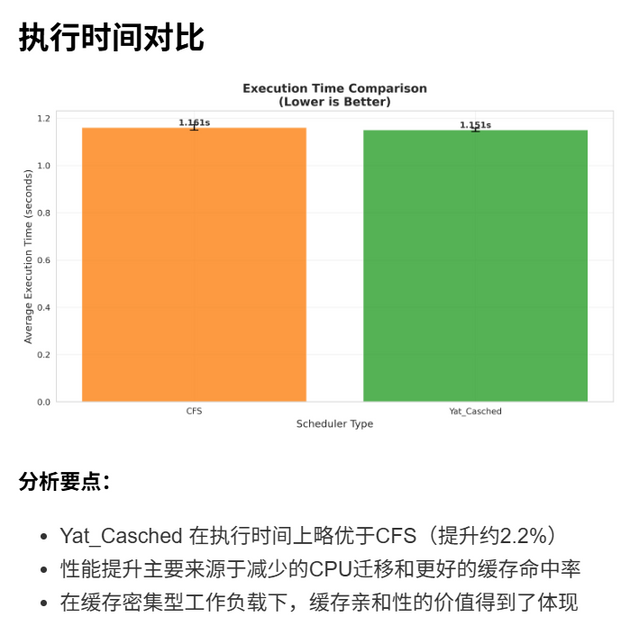 执行时间对比
Execution Time Comparison
(Lower is Better)
1.161s
1.151s
1.2
1.0
0.8
0.6
0.4
0.2
0.0
Average Execution Time (seconds)
CFS
Yat_Casched
Scheduler Type
分析要点：
• Yat_Casched 在执行时间上略优于CFS（提升约2.2%）
• 性能提升主要来源于减少的CPU迁移和更好的缓存命中率
• 在缓存密集型工作负载下，缓存亲和性的价值得到了体现